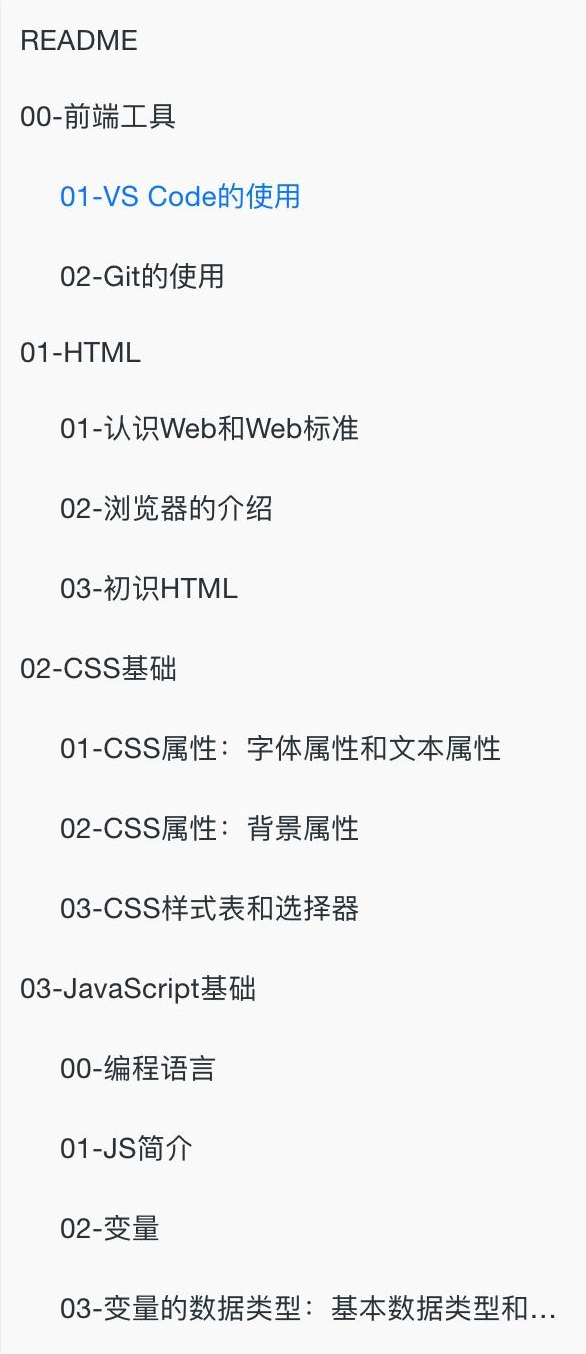 README
00-前端工具
01-VS Code的使用
02-Git的使用
01-HTML
01-认识Web和Web标准
02-浏览器的介绍
03-初识HTML
02-CSS基础
01-CSS属性：字体属性和文本属性
02-CSS属性：背景属性
03-CSS样式表和选择器
03-JavaScript基础
00-编程语言
01-JS简介
02-变量
03-变量的数据类型：基本数据类型和...